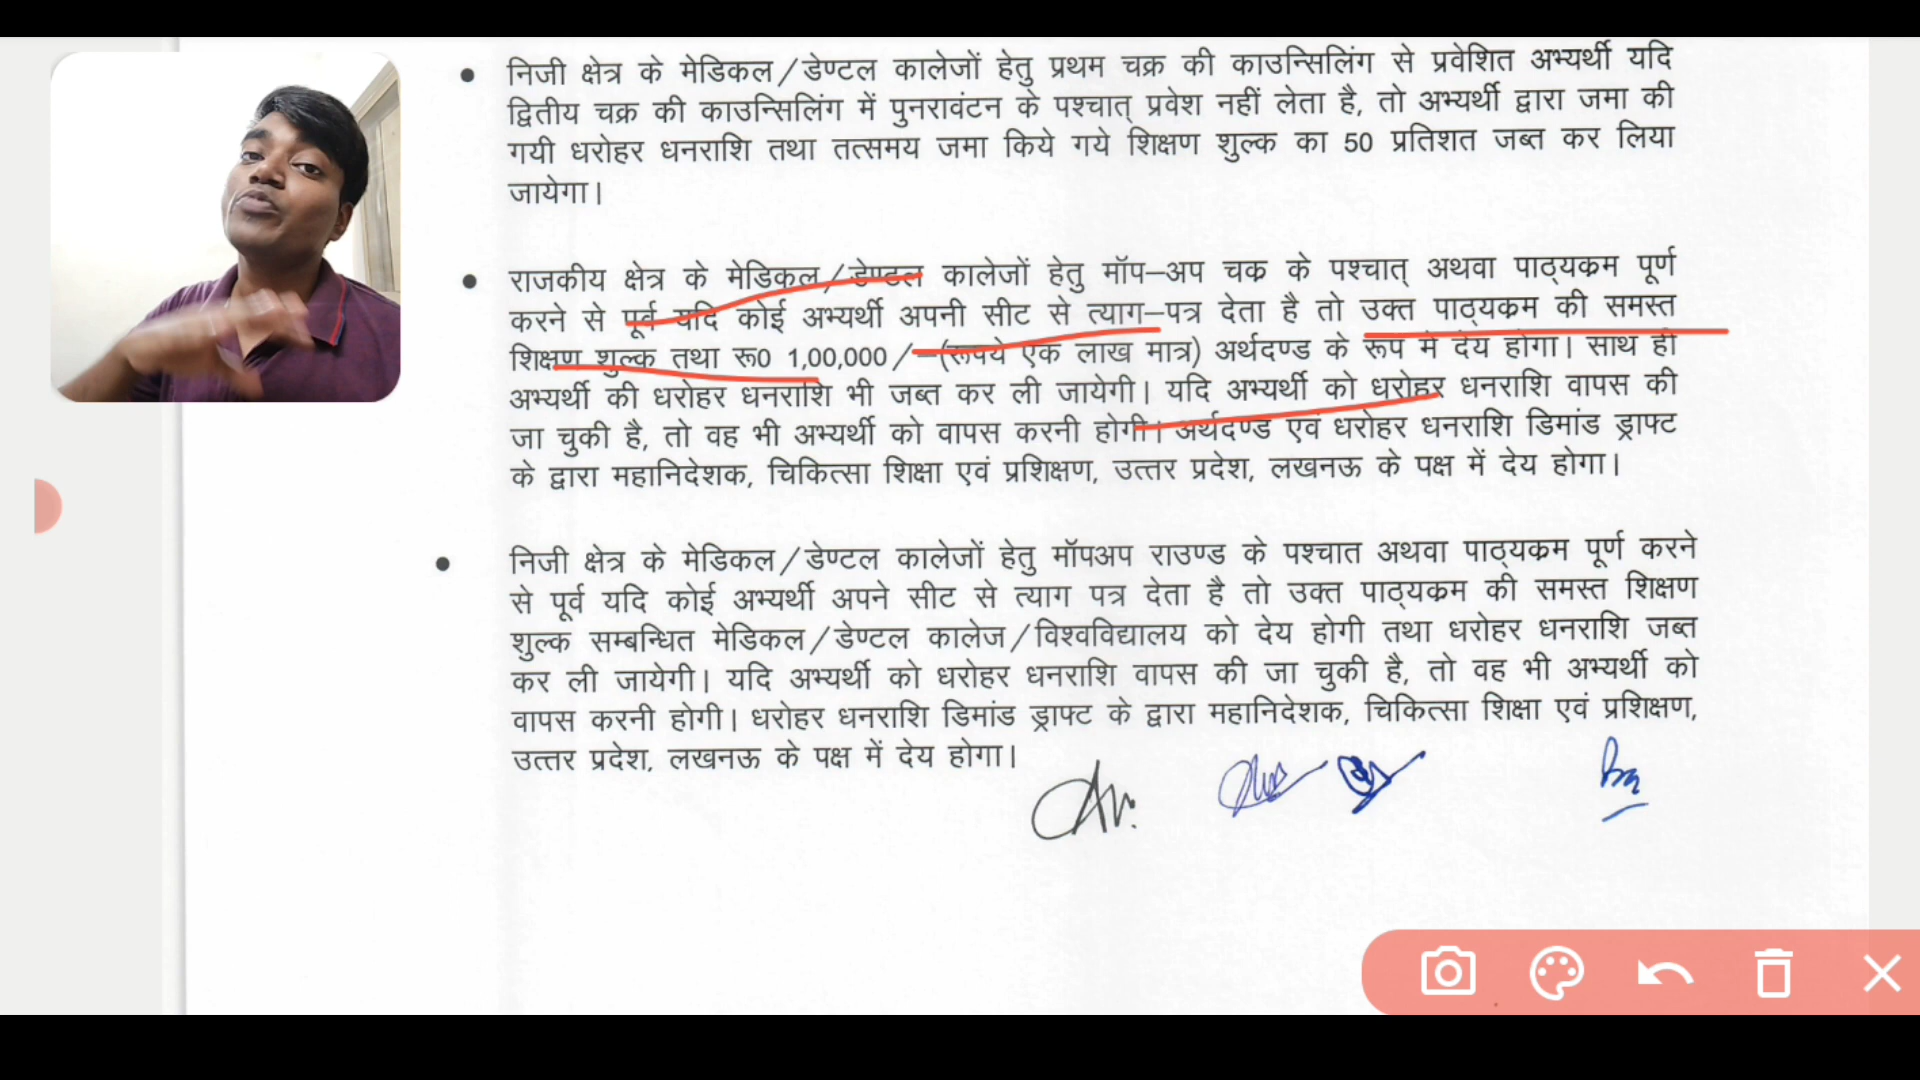 निजी क्षेत्र के मेडिकल/डेण्टल कालेजों हेतु प्रथम चक्र की काउन्सिलिंग से प्रवेशित अभ्यर्थी यदि
द्वितीय चक्र की काउन्सिलिंग में पुनरावंटन के पश्चात् प्रवेश नहीं लेता है, तो अभ्यर्थी द्वारा जमा की
गयी धरोहर धनराशि तथा तत्समय जमा किये गये शिक्षण शुल्क का 50 प्रतिशत जब्त कर लिया
जायेगा।
राजकीय क्षेत्र के मेडिकल/डेण्टल कालेजों हेतु मॉप–अप चक्र के पश्चात् अथवा पाठ्यक्रम पूर्ण
करने से पूर्व यदि कोई अभ्यर्थी अपनी सीट से त्याग–पत्र देता है तो उक्त पाठ्यक्रम की समस्त
शिक्षण शुल्क तथा रू0 1,00,000/–(रूपये एक लाख मात्र) अर्थदण्ड के रूप में देय होगा। साथ ही
अभ्यर्थी की धरोहर धनराशि भी जब्त कर ली जायेगी। यदि अभ्यर्थी को धरोहर धनराशि वापस की
जा चुकी है, तो वह भी अभ्यर्थी को वापस करनी होगी। अर्थदण्ड एवं धरोहर धनराशि डिमांड ड्राफ्ट
के द्वारा महानिदेशक, चिकित्सा शिक्षा एवं प्रशिक्षण, उत्तर प्रदेश, लखनऊ के पक्ष में देय होगा।
निजी क्षेत्र के मेडिकल/डेण्टल कालेजों हेतु मॉपअप राउण्ड के पश्चात अथवा पाठ्यक्रम पूर्ण करने
से पूर्व यदि कोई अभ्यर्थी अपने सीट से त्याग पत्र देता है तो उक्त पाठ्यक्रम की समस्त शिक्षण
शुल्क सम्बन्धित मेडिकल/डेण्टल कालेज/विश्वविद्यालय को देय होगी तथा धरोहर धनराशि जब्त
कर ली जायेगी। यदि अभ्यर्थी को धरोहर धनराशि वापस की जा चुकी है, तो वह भी अभ्यर्थी को
वापस करनी होगी। धरोहर धनराशि डिमांड ड्राफ्ट के द्वारा महानिदेशक, चिकित्सा शिक्षा एवं प्रशिक्षण,
उत्तर प्रदेश, लखनऊ के पक्ष में देय होगा।